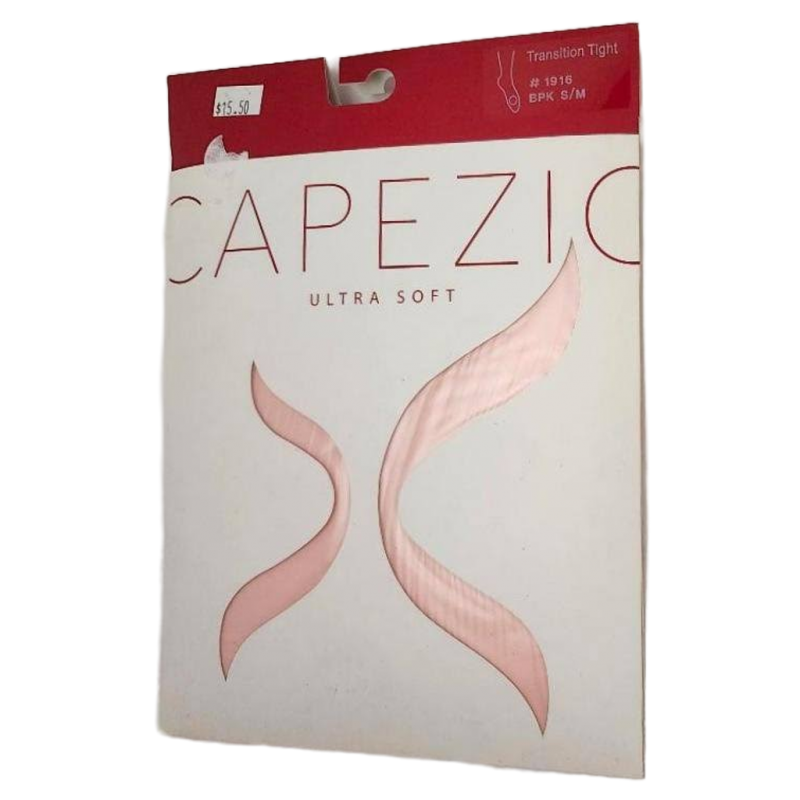 Transition Tight
# 1916
BPK S/M
$15.50
CAPEZIO
ULTRA SOFT